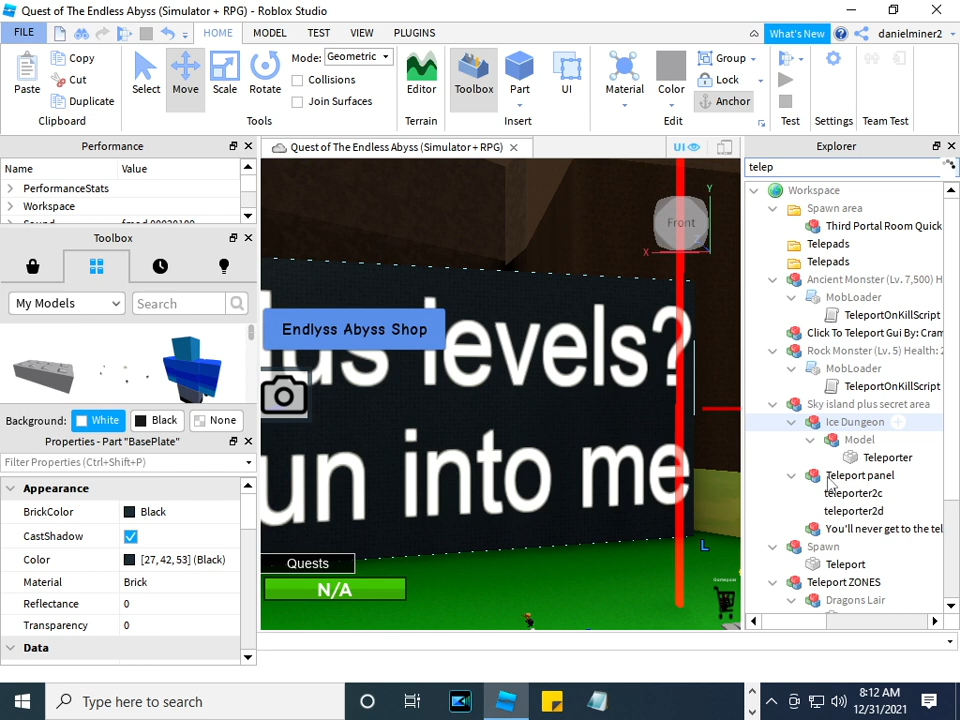 Quest of The Endless Abyss (Simulator + RPG) - Roblox Studio
FILE
HOME
MODEL
TEST
VIEW
PLUGINS
What's New
danielminer2
Paste
Copy
Cut
Duplicate
Clipboard
Select
Move
Scale
Rotate
Mode: Geometric
Collisions
Join Surfaces
Tools
Editor
Terrain
Toolbox
Part
UI
Insert
Material
Color
Group
Lock
Anchor
Edit
Test
Settings
Team Test
Performance
Name Value
PerformanceStats
Workspace
Toolbox
My Models
Search
Background: White Black None
Properties - Part "BasePlate"
Filter Properties (Ctrl+Shift+P)
Appearance
BrickColor Black
CastShadow
Color [27, 42, 53] (Black)
Material Brick
Reflectance 0
Transparency 0
Data
Quest of The Endless Abyss (Simulator + RPG)
UI
Front
Y
X
levels?
Endlyss Abyss Shop
un into me
L
Quests
N/A
Explorer
telep
Workspace
Spawn area
Third Portal Room Quick
Telepads
Telepads
Ancient Monster (Lv. 7,500) H
MobLoader
TeleportOnKillScript
Click To Teleport Gui By: Cram
Rock Monster (Lv. 5) Health: 2
MobLoader
TeleportOnKillScript
Sky island plus secret area
Ice Dungeon
Model
Teleporter
Teleport panel
teleporter2c
teleporter2d
You'll never get to the tel
Spawn
Teleport
Teleport ZONES
Dragons Lair
Type here to search
8:12 AM
12/31/2021